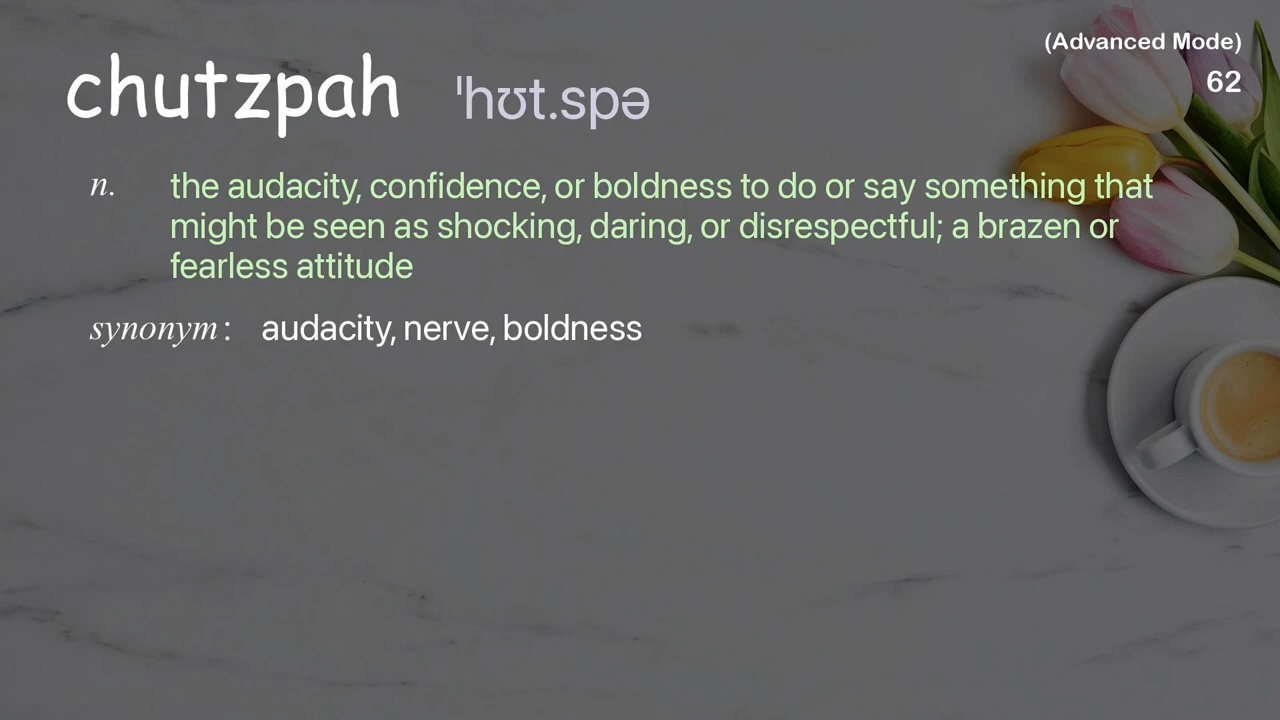 (Advanced Mode)
62
chutzpah ˈhʊt.spə
n. the audacity, confidence, or boldness to do or say something that
might be seen as shocking, daring, or disrespectful; a brazen or
fearless attitude
synonym: audacity, nerve, boldness